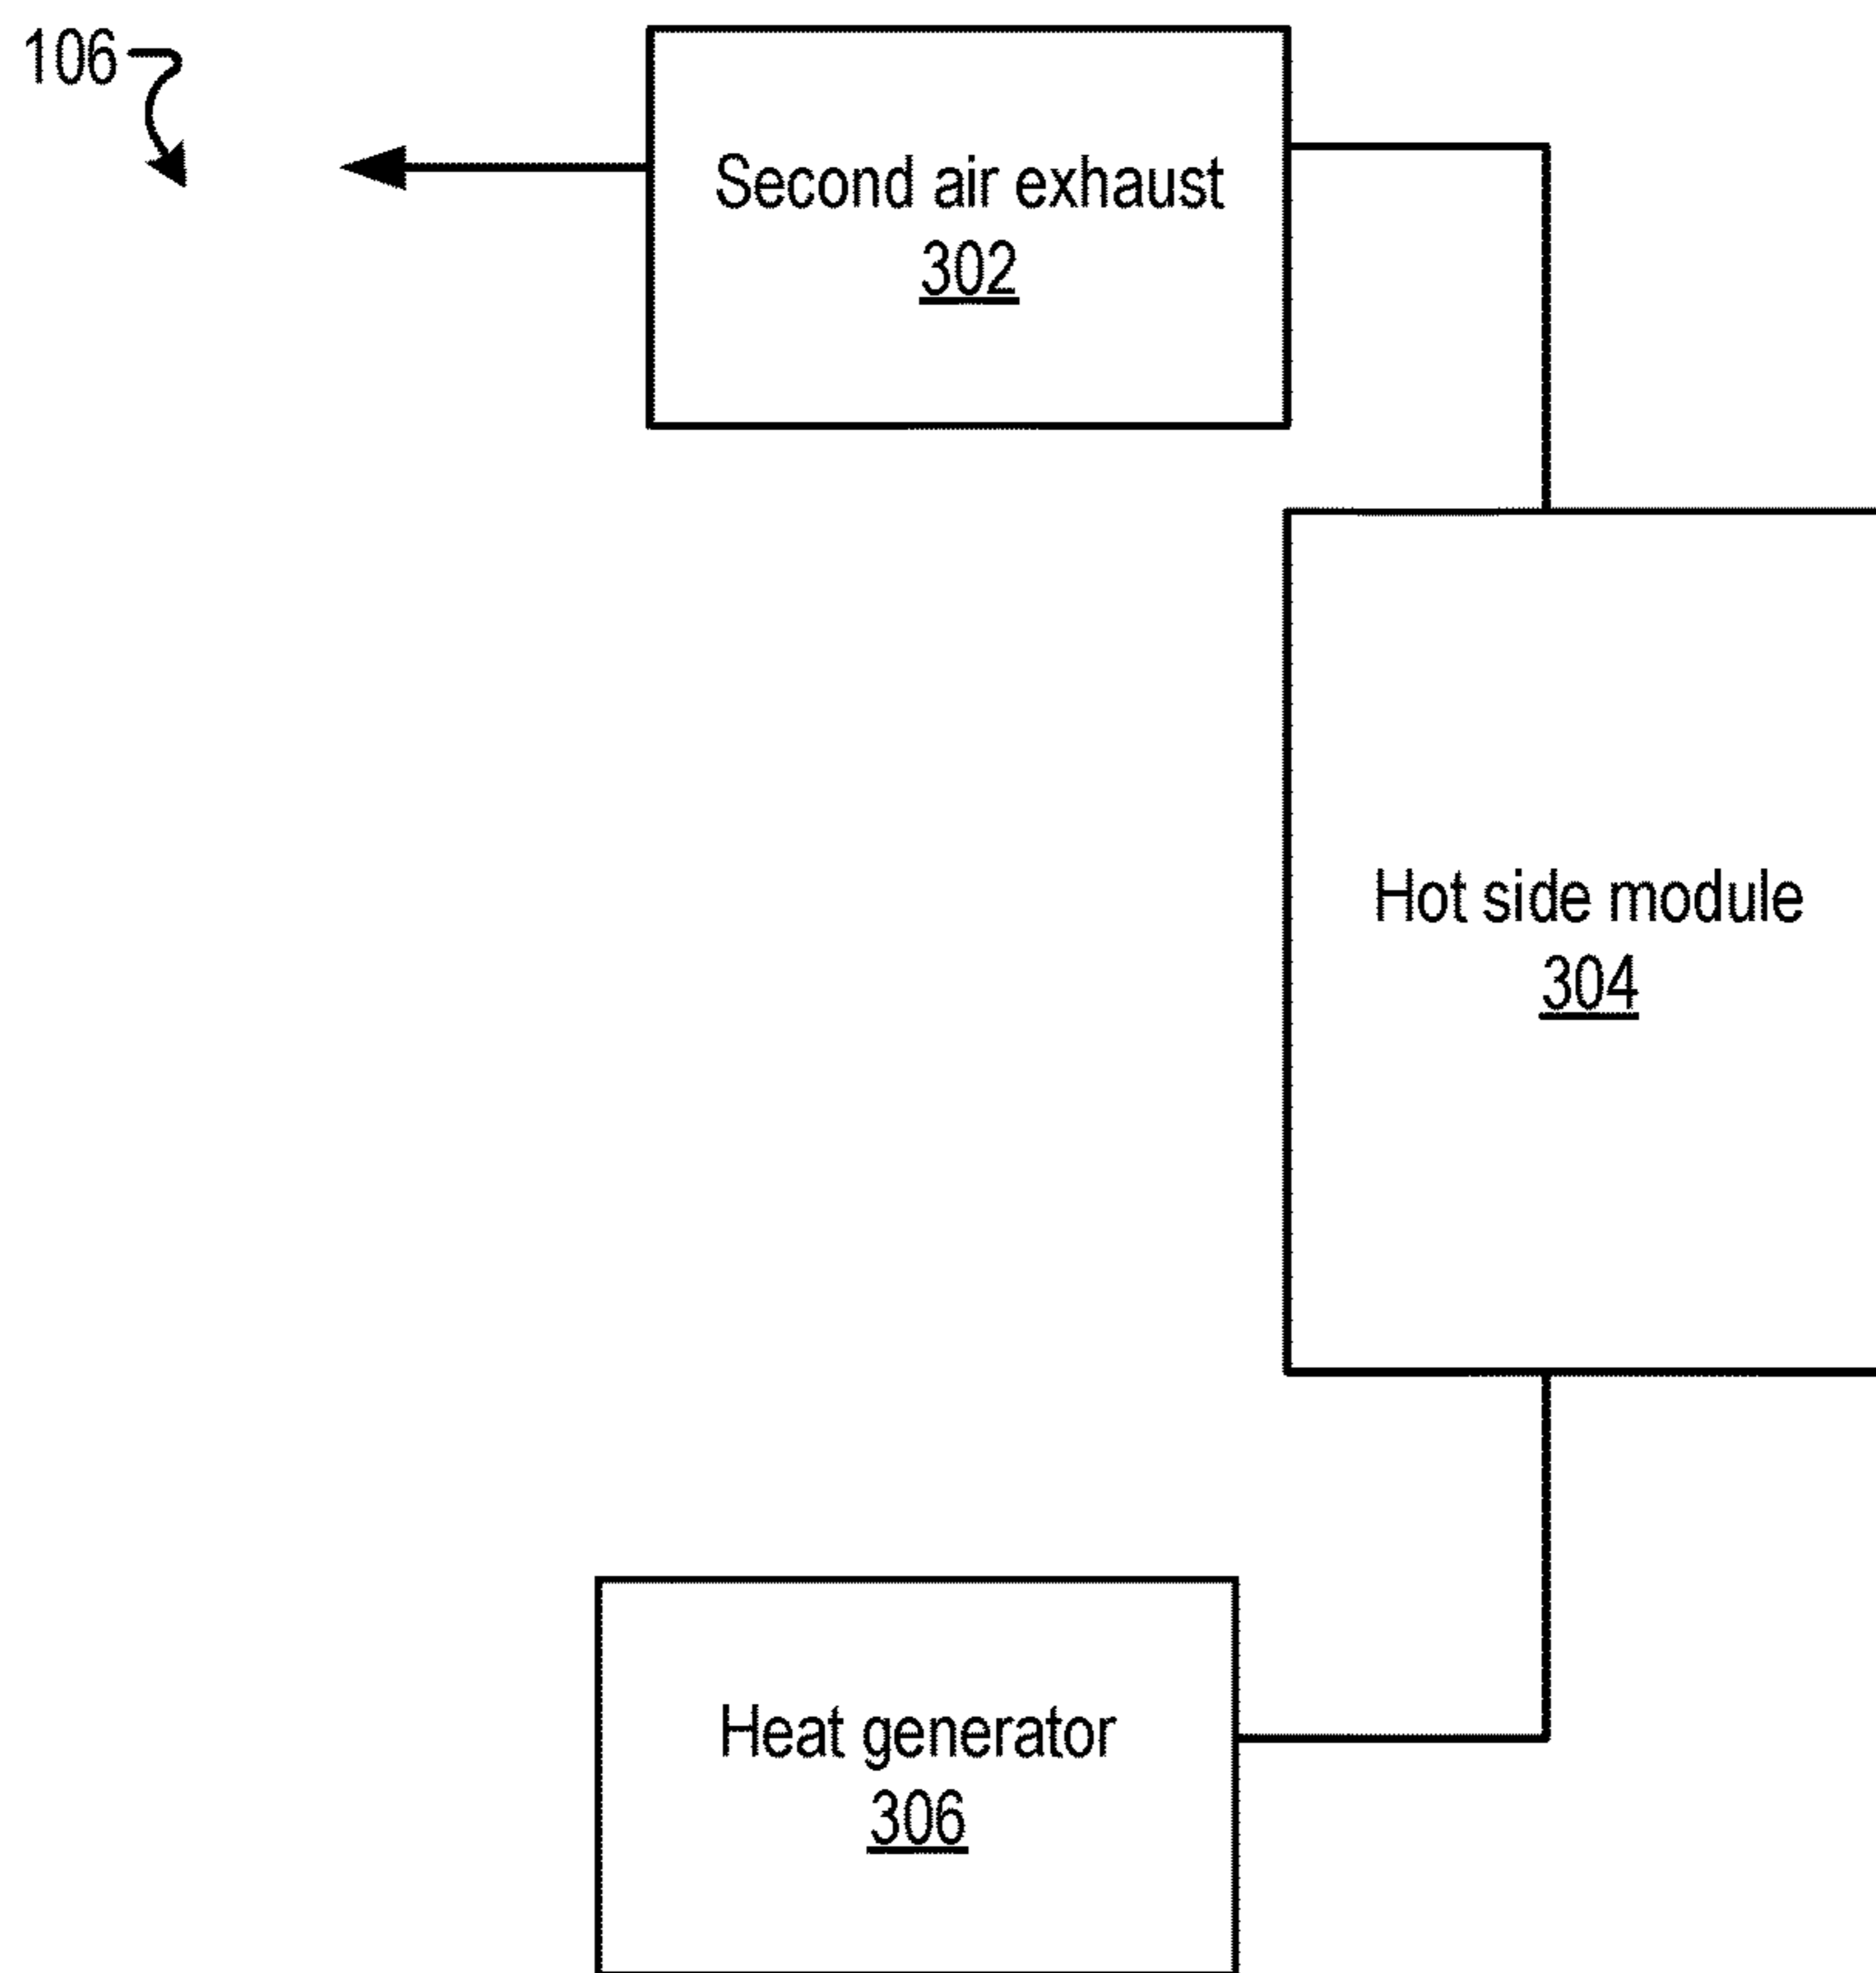 106
Second air exhaust
302
Hot side module
304
Heat generator
306